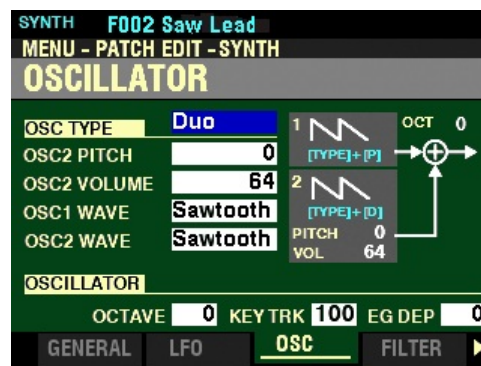 SYNTH F002 Saw Lead
MENU - PATCH EDIT - SYNTH
OSCILLATOR
OSC TYPE Duo
OSC2 PITCH 0
OSC2 VOLUME 64
OSC1 WAVE Sawtooth
OSC2 WAVE Sawtooth
1
[TYPE]+[P]
OCT 0
2
[TYPE]+[D]
PITCH 0
VOL 64
OSCILLATOR
OCTAVE 0 KEY TRK 100 EG DEP 0
GENERAL LFO OSC FILTER